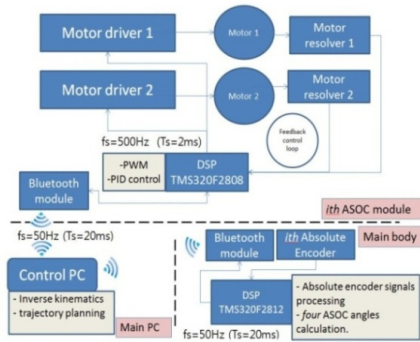 Motor driver 1
Motor 1
Motor
resolver 1
Motor driver 2
Motor 2
Motor
resolver 2
Feedback
control
loop
fs=500Hz (Ts=2ms)
-PWM
-PID control
DSP
TMS320F2808
Bluetooth
module
ith ASOC module
fs=50Hz (Ts=20ms)
Control PC
- Inverse kinematics
- trajectory planning
Main PC
Main body
Bluetooth
module
ith Absolute
Encoder
DSP
TMS320F2812
fs=50Hz (Ts=20ms)
- Absolute encoder signals
processing
- four ASOC angles
calculation.